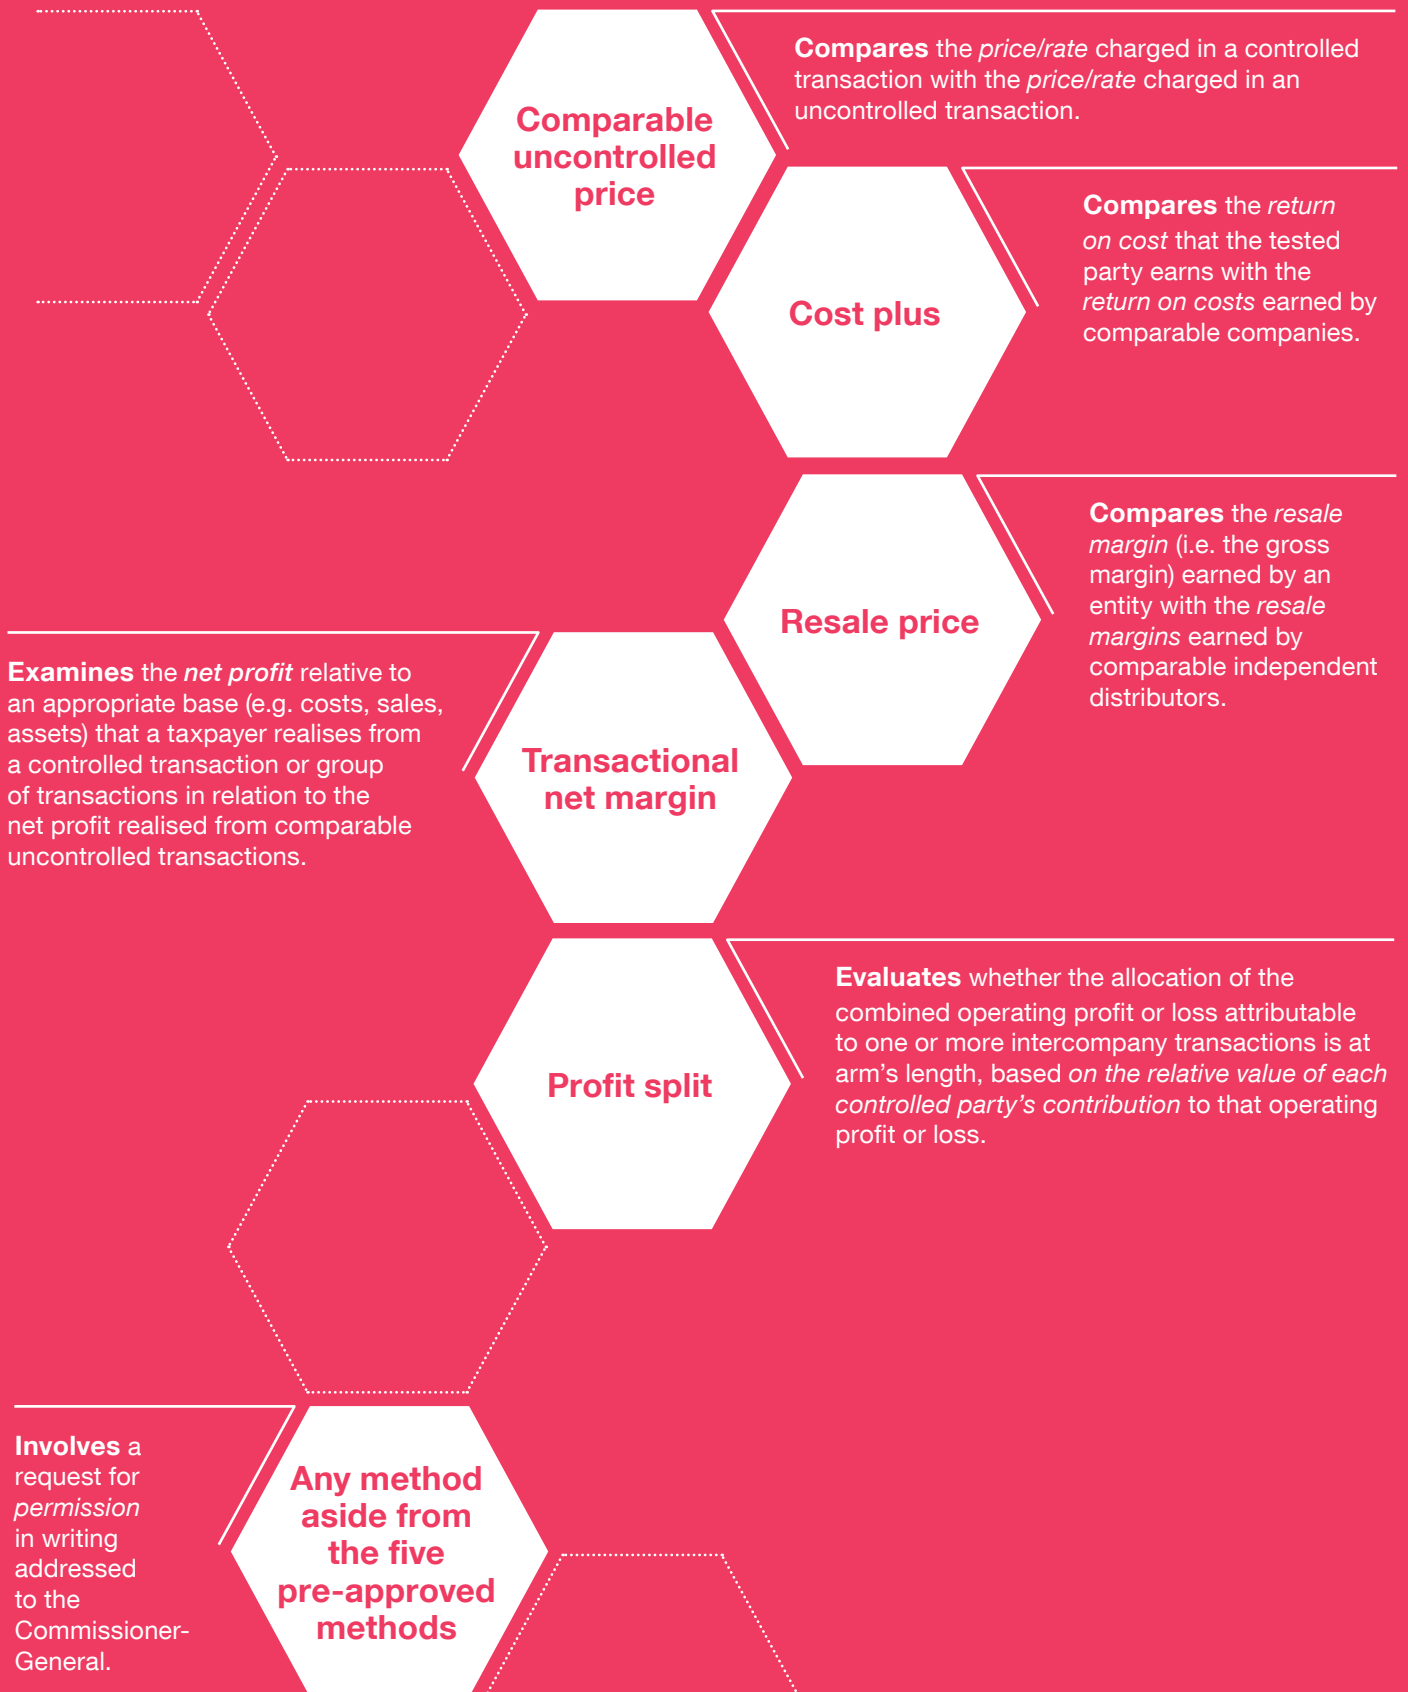 Comparable
uncontrolled
price
Compares the price/rate charged in a controlled
transaction with the price/rate charged in an
uncontrolled transaction.
Cost plus
Compares the return
on cost that the tested
party earns with the
return on costs earned by
comparable companies.
Resale price
Compares the resale
margin (i.e. the gross
margin) earned by an
entity with the resale
margins earned by
comparable independent
distributors.
Transactional
net margin
Examines the net profit relative to
an appropriate base (e.g. costs, sales,
assets) that a taxpayer realises from
a controlled transaction or group
of transactions in relation to the
net profit realised from comparable
uncontrolled transactions.
Profit split
Evaluates whether the allocation of the
combined operating profit or loss attributable
to one or more intercompany transactions is at
arm’s length, based on the relative value of each
controlled party’s contribution to that operating
profit or loss.
Any method
aside from
the five
pre-approved
methods
Involves a
request for
permission
in writing
addressed
to the
Commissioner-
General.